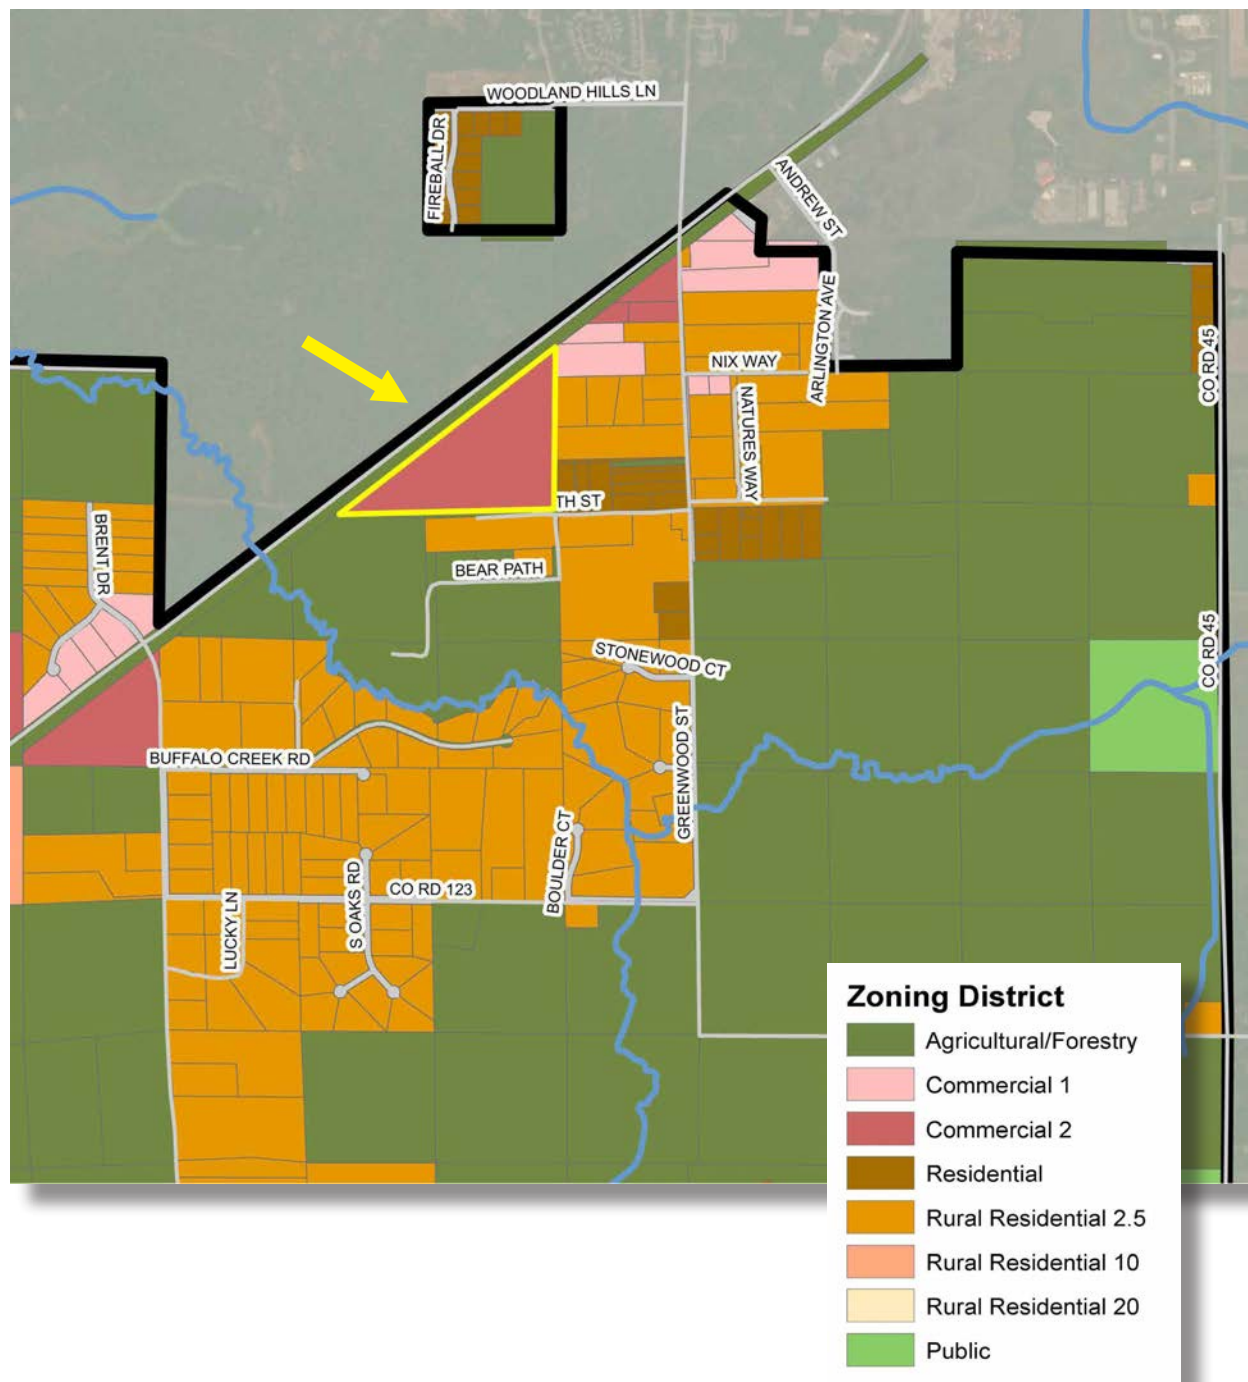 WOODLAND HILLS LN
FIREBALL DR
ANDREW ST
ARLINGTON AVE
CO RD 45
NIX WAY
NATURES WAY
TH ST
BRENT DR
BEAR PATH
STONEWOOD CT
CO RD 45
GREENWOOD ST
BUFFALO CREEK RD
BOULDER CT
S OAKS RD
CO RD 123
LUCKY LN
Zoning District
Agricultural/Forestry
Commercial 1
Commercial 2
Residential
Rural Residential 2.5
Rural Residential 10
Rural Residential 20
Public